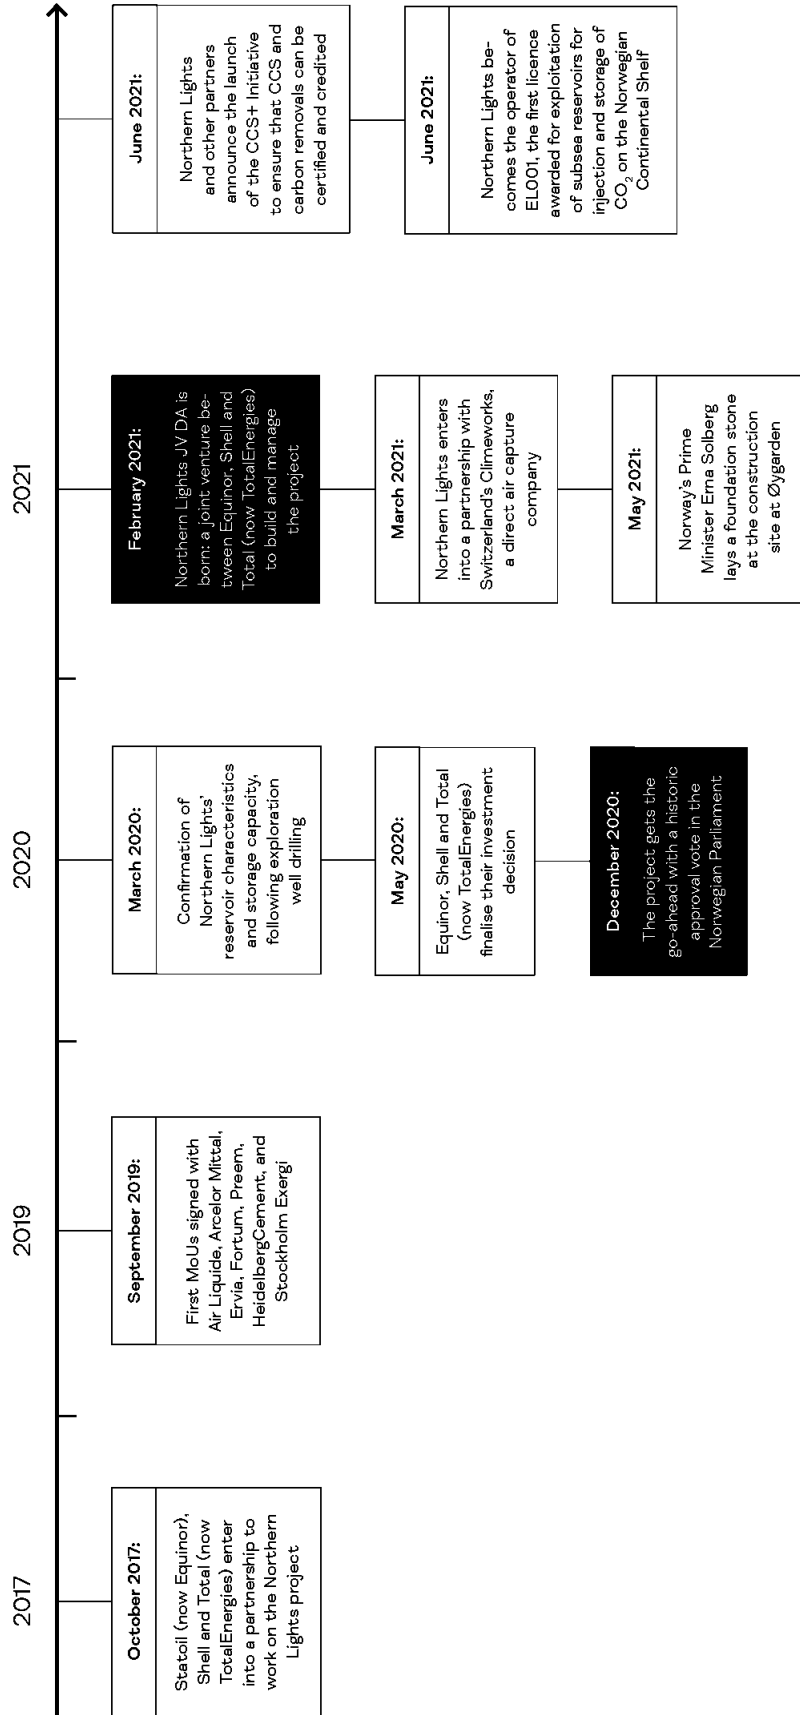 2017
October 2017:
Statoil (now Equinor),
Shell and Total (now
TotalEnergies) enter
into a partnership to
work on the Northern
Lights project
2019
September 2019:
First MoUs signed with
Air Liquide, Arcelor Mittal,
Ervia, Fortum, Preem,
HeidelbergCement, and
Stockholm Exergi
2020
March 2020:
Confirmation of
Northern Lights'
reservoir characteristics
and storage capacity,
following exploration
well drilling
May 2020:
Equinor, Shell and Total
(now TotalEnergies)
finalise their investment
decision
December 2020:
The project gets the
go-ahead with a historic
approval vote in the
Norwegian Parliament
2021
February 2021:
Northern Lights JV DA is
born: a joint venture be-
tween Equinor, Shell and
Total (now TotalEnergies)
to build and manage
the project
March 2021:
Northern Lights enters
into a partnership with
Switzerland's Climeworks,
a direct air capture
company
May 2021:
Norway's Prime
Minister Erna Solberg
lays a foundation stone
at the construction
site at Øygarden
June 2021:
Northern Lights
and other partners
announce the launch
of the CCS+ Initiative
to ensure that CCS and
carbon removals can be
certified and credited
June 2021:
Northern Lights be-
comes the operator of
EL001, the first licence
awarded for exploitation
of subsea reservoirs for
injection and storage of
CO₂ on the Norwegian
Continental Shelf